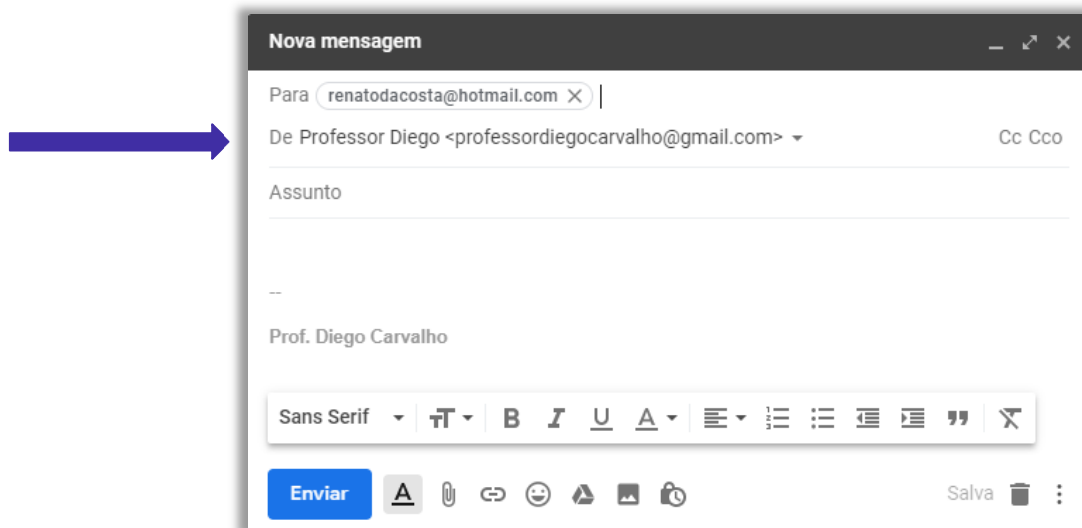 Nova mensagem
Para renatodacosta@hotmail.com
De Professor Diego <professordiegocarvalho@gmail.com> Cc Cco
Assunto
--
Prof. Diego Carvalho
Sans Serif B I U A
Enviar A Salva